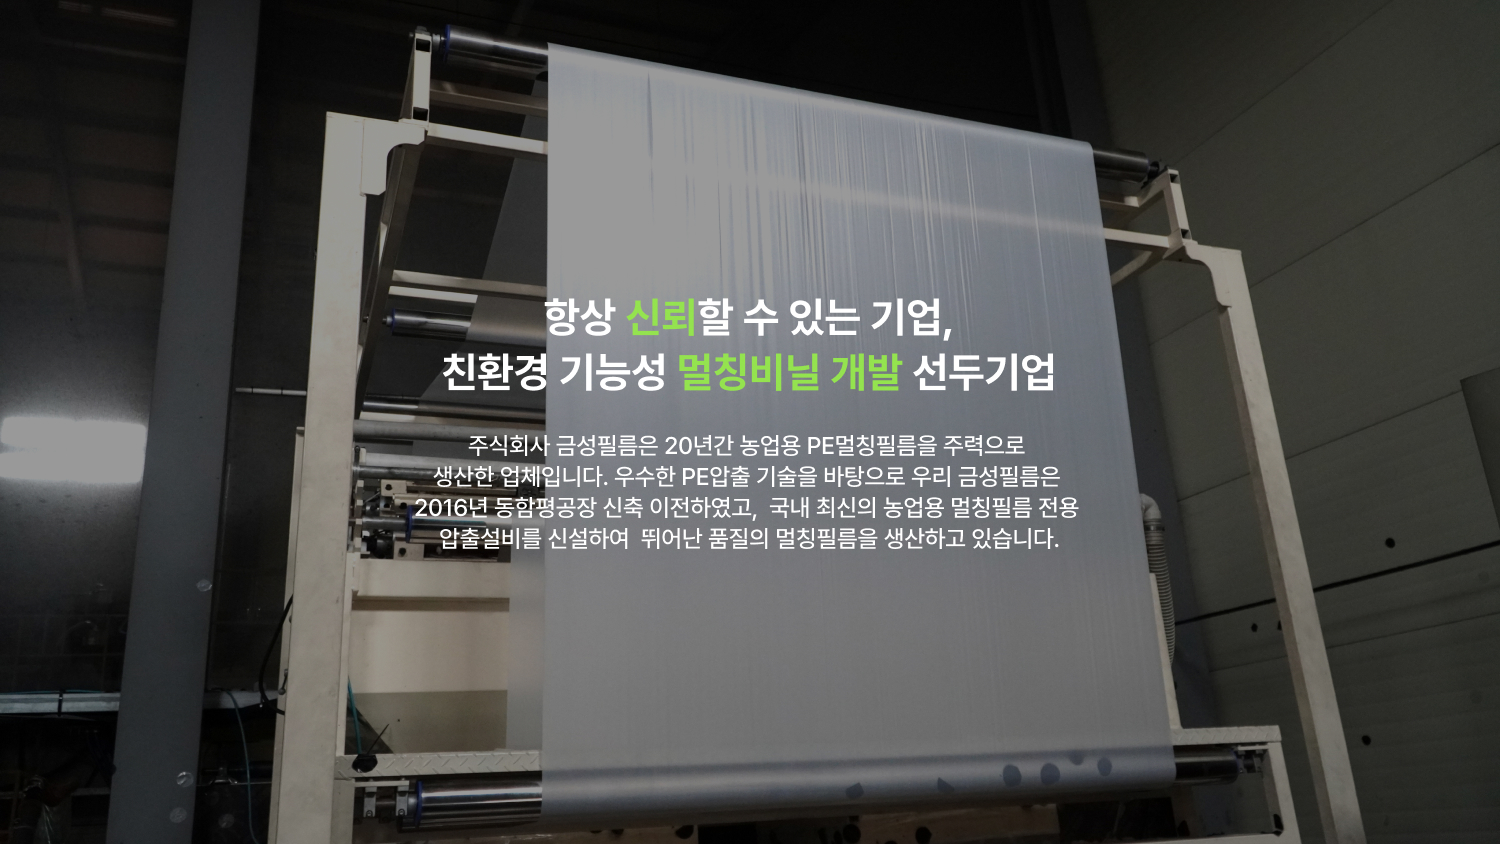 항상 신뢰할 수 있는 기업,
친환경 기능성 멀칭비닐 개발 선두기업
주식회사 금성필름은 20년간 농업용 PE멀칭필름을 주력으로
생산한 업체입니다. 우수한 PE압출 기술을 바탕으로 우리 금성필름은
2016년 동함평공장 신축 이전하였고,  국내 최신의 농업용 멀칭필름 전용
압출설비를 신설하여  뛰어난 품질의 멀칭필름을 생산하고 있습니다.